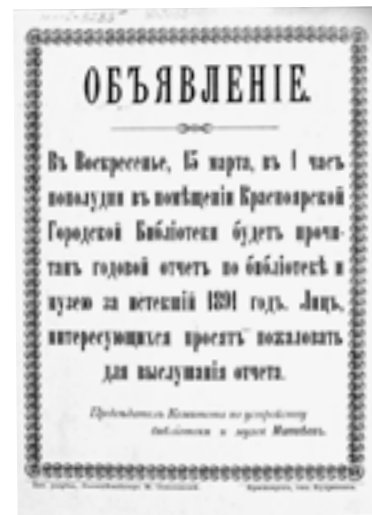 ОБЪЯВЛЕНІЕ.
Въ Воскресенье, 15 марта, въ 1 часъ
пополудни въ помѣщеніи Красноярской
Городской Библіотеки будетъ прочи-
танъ годовой отчетъ по библіотекѣ и
музею за истекшій 1891 годъ. Лицъ,
интересующихся просятъ пожаловать
для выслушанія отчета.
Предсѣдатель Комитета по устройству
библіотеки и музея